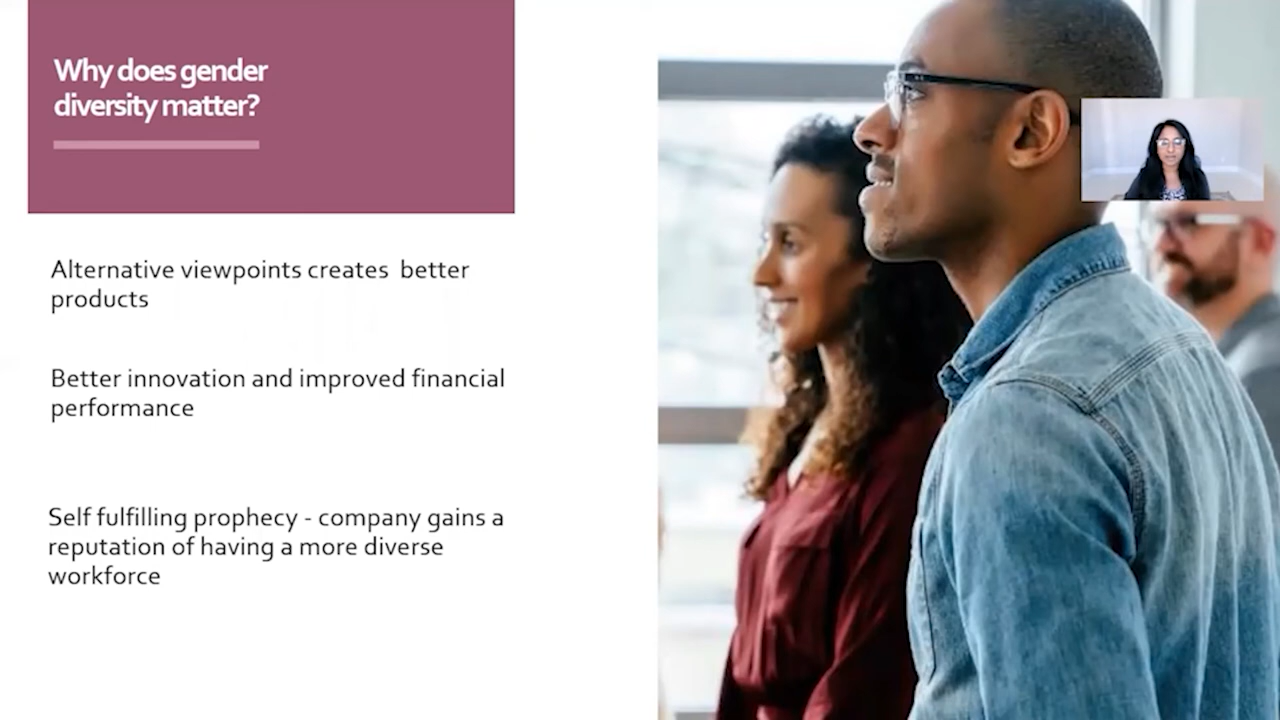 Why does gender
diversity matter?
Alternative viewpoints creates better
products
Better innovation and improved financial
performance
Self fulfilling prophecy - company gains a
reputation of having a more diverse
workforce